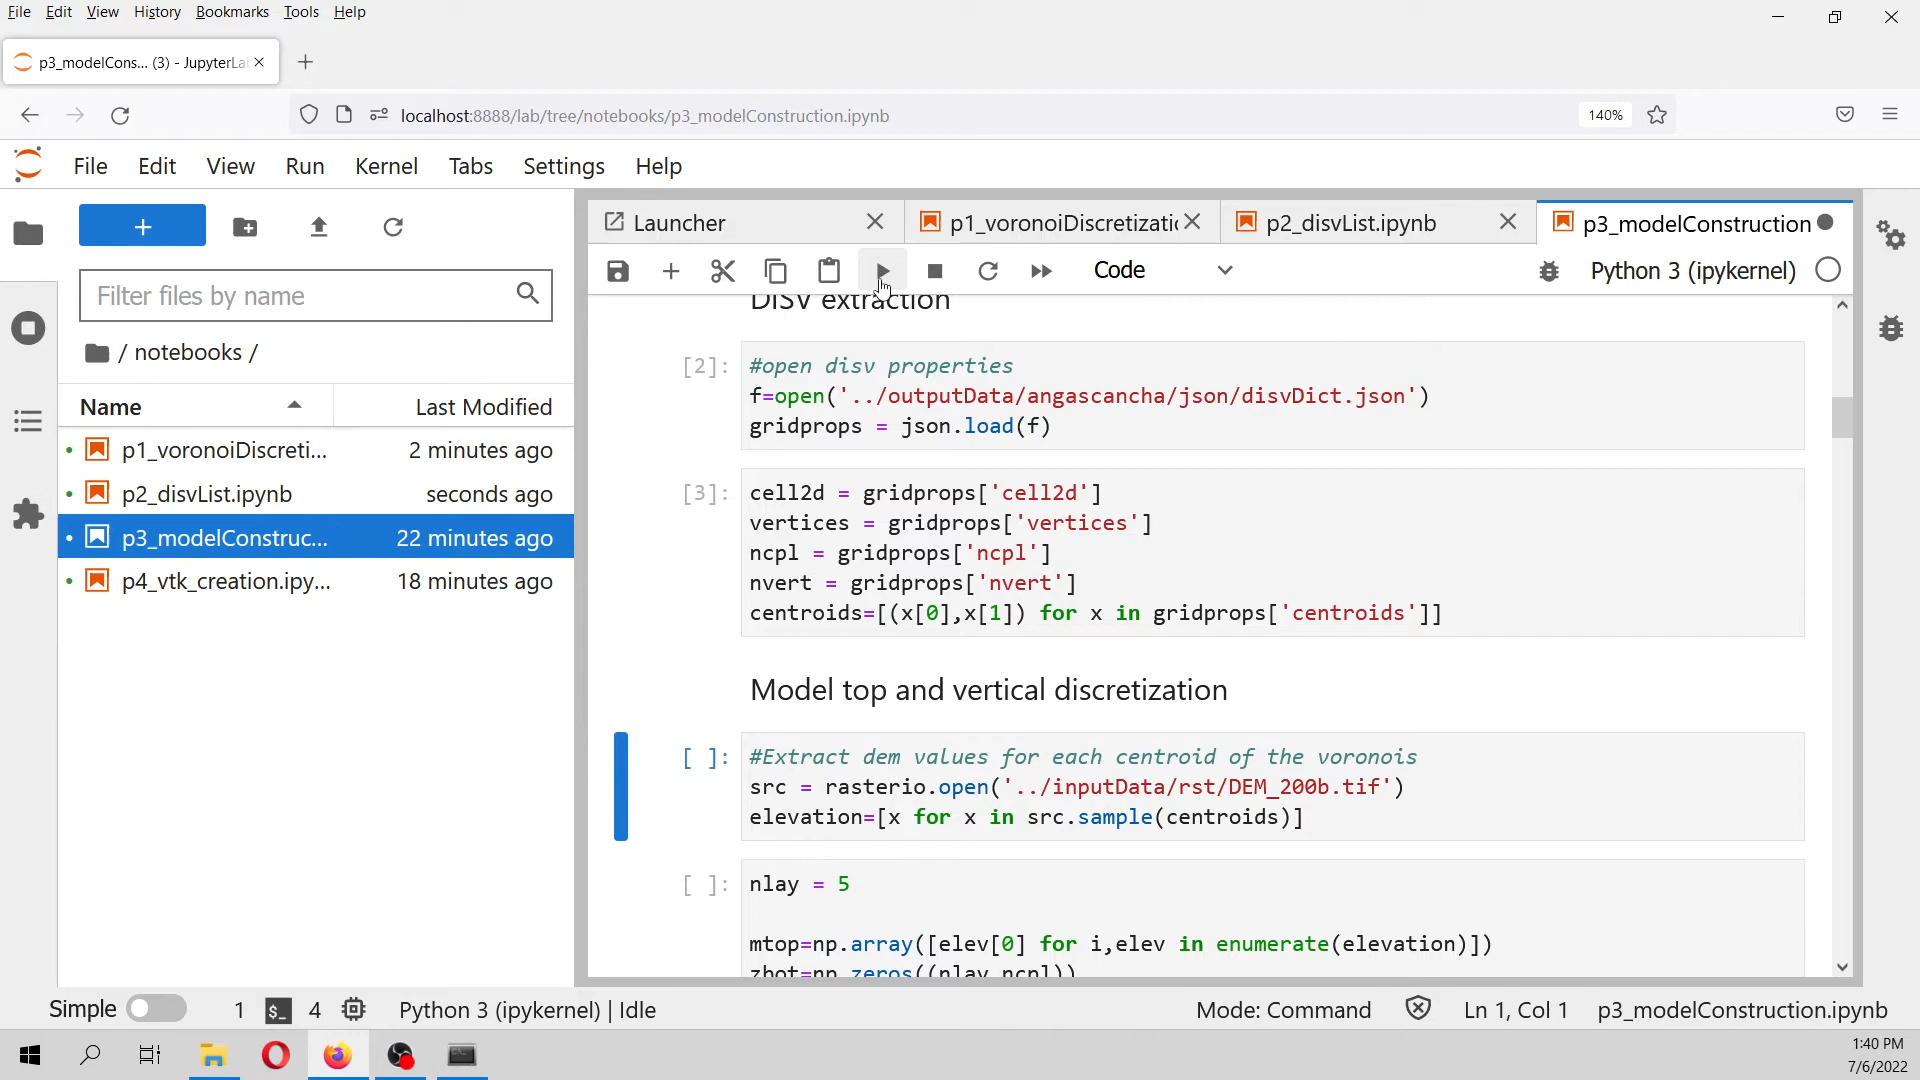 File Edit View History Bookmarks Tools Help
p3_modelCons... (3) - JupyterLa
localhost:8888/lab/tree/notebooks/p3_modelConstruction.ipynb 140%
File Edit View Run Kernel Tabs Settings Help
Launcher p1_voronoiDiscretizati p2_disvList.ipynb p3_modelConstruction
Code Python 3 (ipykernel)
Filter files by name
/ notebooks /
Name Last Modified
p1_voronoiDiscreti... 2 minutes ago
p2_disvList.ipynb seconds ago
p3_modelConstruc... 22 minutes ago
p4_vtk_creation.ipy... 18 minutes ago
DISV extraction
[2]: #open disv properties
f=open('../outputData/angascancha/json/disvDict.json')
gridprops = json.load(f)
[3]: cell2d = gridprops['cell2d']
vertices = gridprops['vertices']
ncpl = gridprops['ncpl']
nvert = gridprops['nvert']
centroids=[(x[0],x[1]) for x in gridprops['centroids']]
Model top and vertical discretization
[ ]: #Extract dem values for each centroid of the voronois
src = rasterio.open('../inputData/rst/DEM_200b.tif')
elevation=[x for x in src.sample(centroids)]
[ ]: nlay = 5
mtop=np.array([elev[0] for i,elev in enumerate(elevation)])
zbot=np.zeros((nlay,ncpl))
Simple 1 $_ 4 Python 3 (ipykernel) | Idle Mode: Command Ln 1, Col 1 p3_modelConstruction.ipynb
1:40 PM
7/6/2022